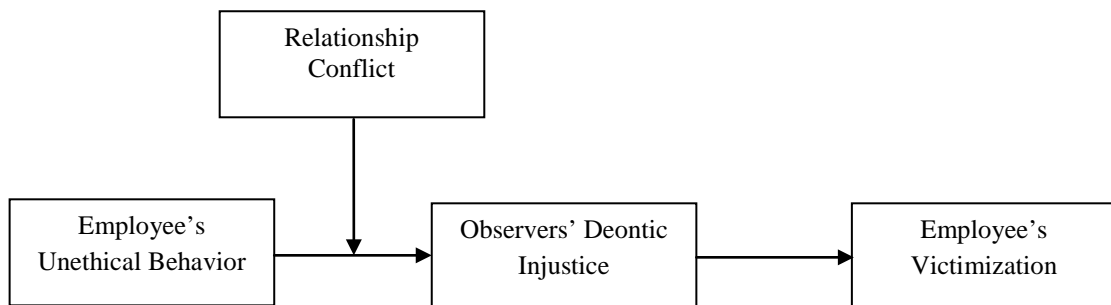 Relationship
Conflict
Employee’s
Unethical Behavior
Observers’ Deontic
Injustice
Employee’s
Victimization